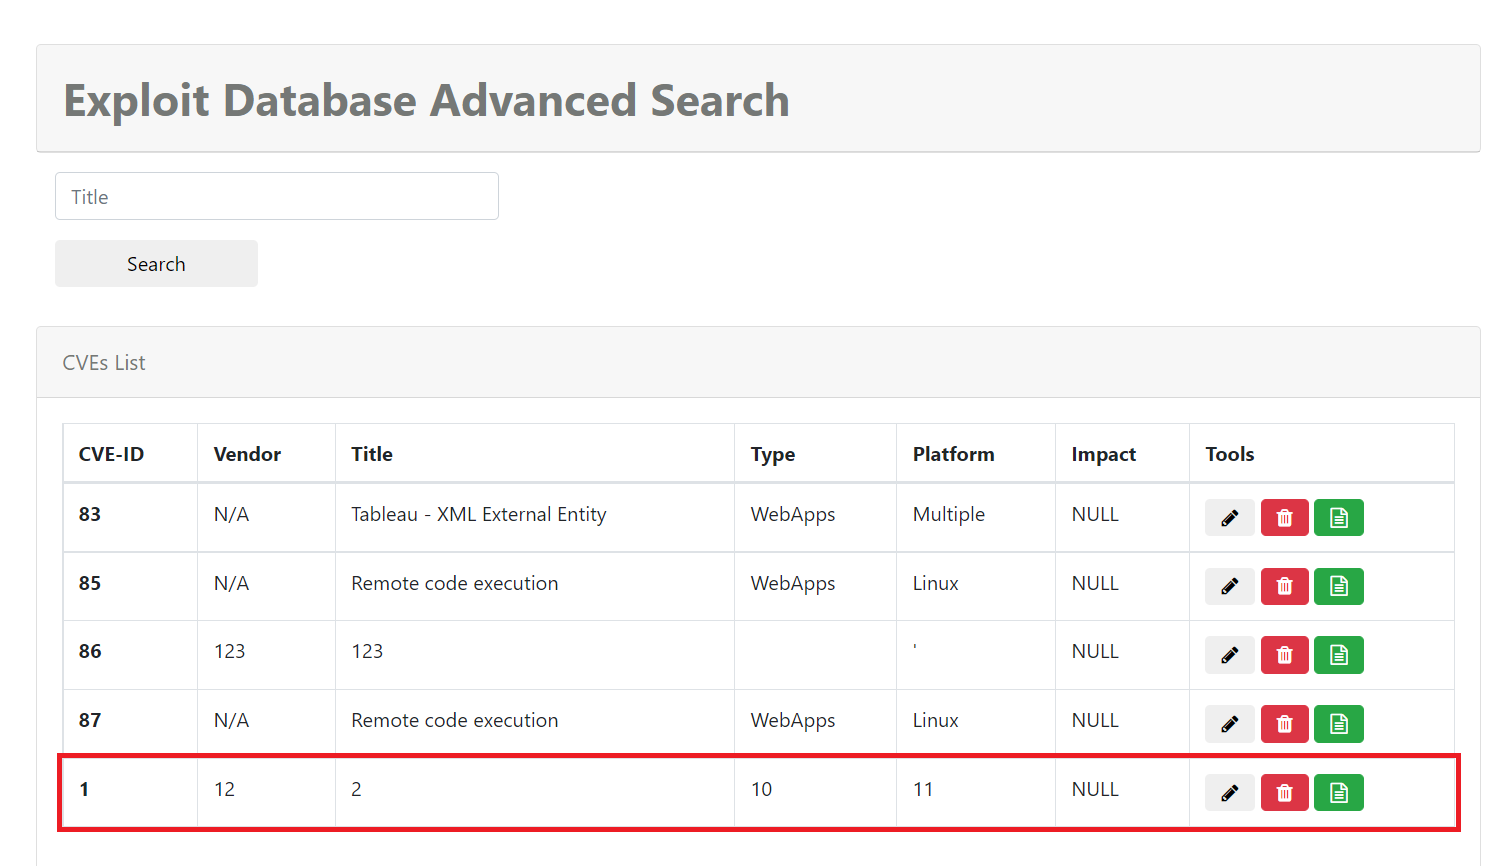 Exploit Database Advanced Search
Title
Search
CVEs List
CVE-ID Vendor Title Type Platform Impact Tools
83 N/A Tableau - XML External Entity WebApps Multiple NULL
85 N/A Remote code execution WebApps Linux NULL
86 123 123 ' NULL
87 N/A Remote code execution WebApps Linux NULL
1 12 2 10 11 NULL